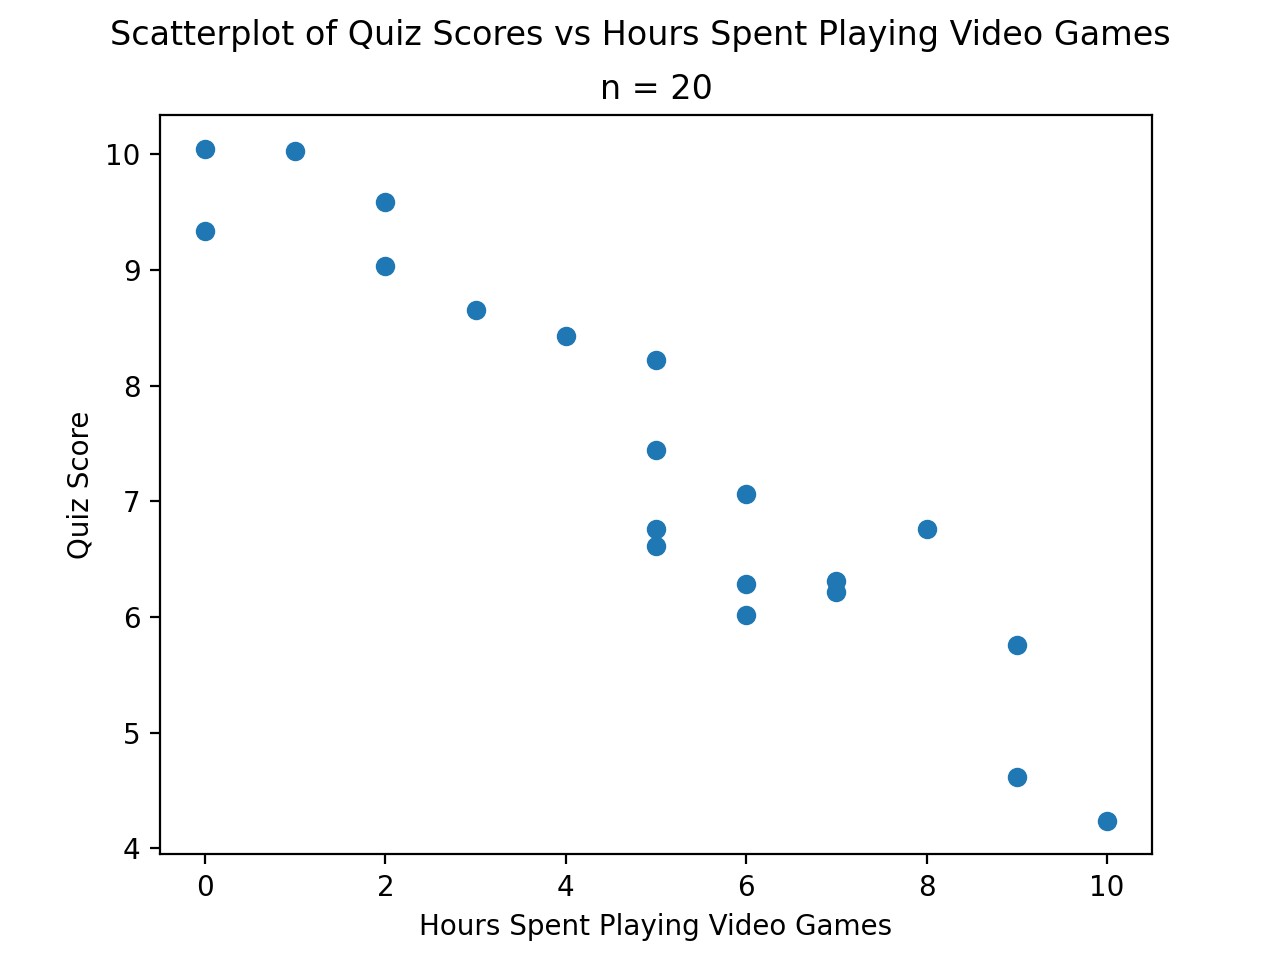 Scatterplot of Quiz Scores vs Hours Spent Playing Video Games
n = 20
10
9
8
7
6
5
4
Quiz Score
0 2 4 6 8 10
Hours Spent Playing Video Games